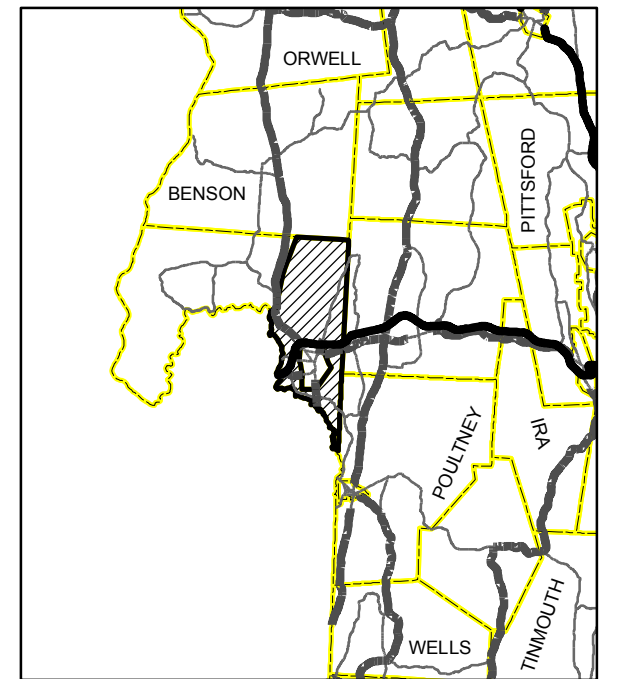 ORWELL
BENSON
PITTSFORD
POULTNEY
IRA
WELLS
TINMOUTH